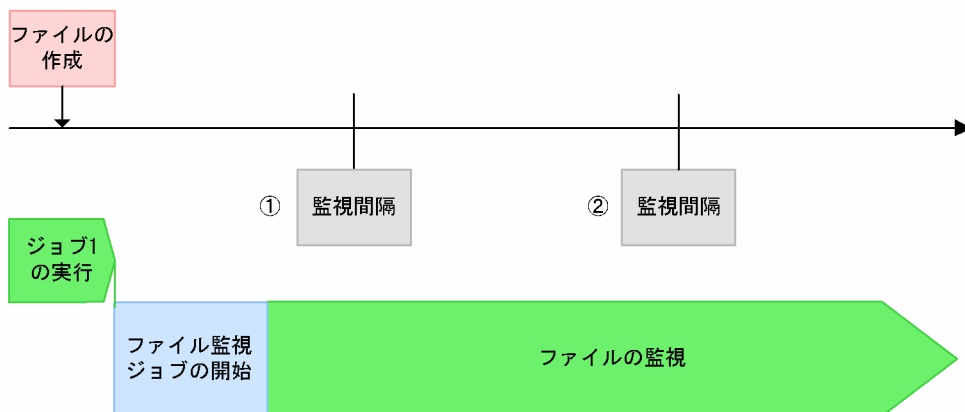 ファイルの
作成
① 監視間隔
② 監視間隔
ジョブ1
の実行
ファイル監視
ジョブの開始
ファイルの監視